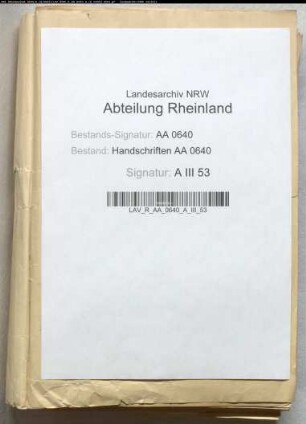 Landesarchiv NRW
Abteilung Rheinland
Bestands-Signatur: AA 0640
Bestand: Handschriften AA 0640
Signatur: A III 53
LAV_R_AA_0640_A_III_53